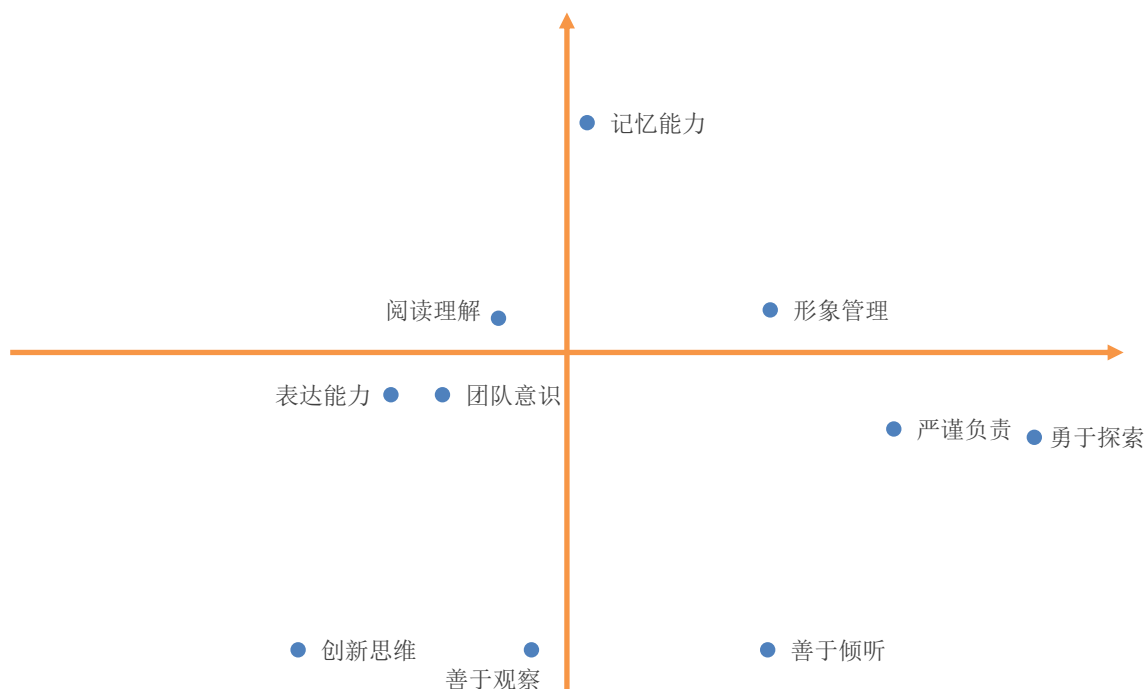 记忆能力
阅读理解
形象管理
表达能力
团队意识
严谨负责
勇于探索
创新思维
善于观察
善于倾听